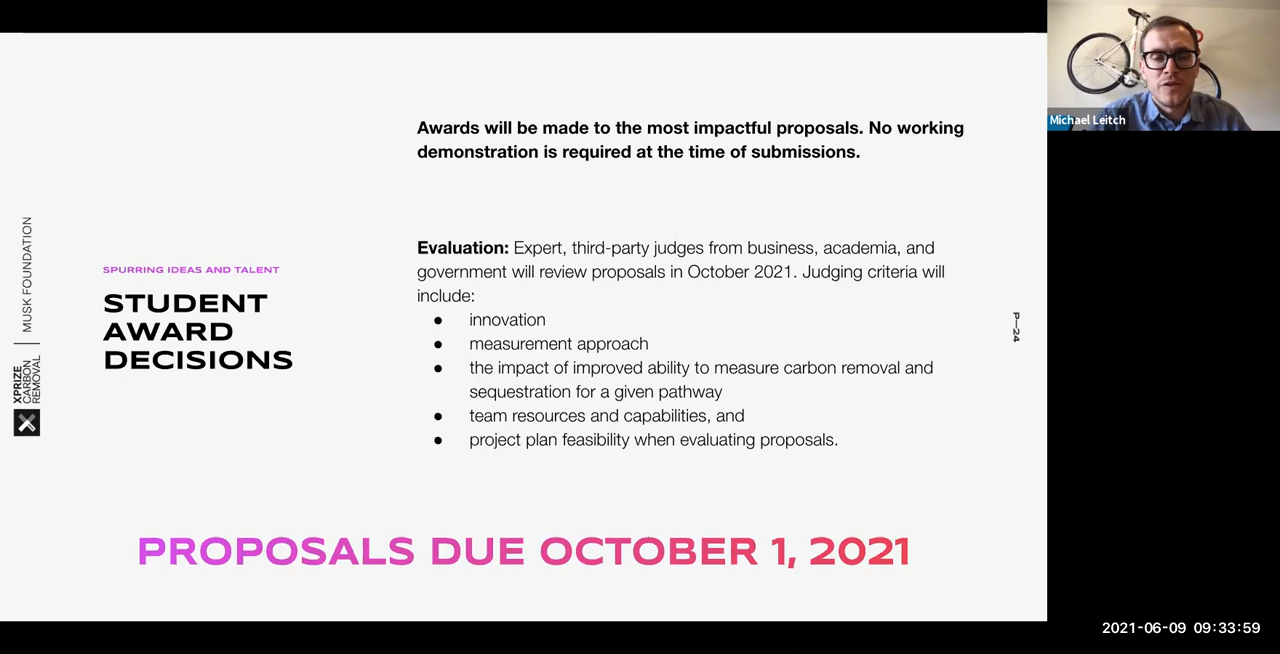 Awards will be made to the most impactful proposals. No working
demonstration is required at the time of submissions.
Evaluation: Expert, third-party judges from business, academia, and
government will review proposals in October 2021. Judging criteria will
include:
● innovation
● measurement approach
● the impact of improved ability to measure carbon removal and
sequestration for a given pathway
● team resources and capabilities, and
● project plan feasibility when evaluating proposals.
SPURRING IDEAS AND TALENT
STUDENT
AWARD
DECISIONS
PROPOSALS DUE OCTOBER 1, 2021
XPRIZE
CARBON
REMOVAL
MUSK FOUNDATION
P—24
Michael Leitch
2021-06-09 09:33:59